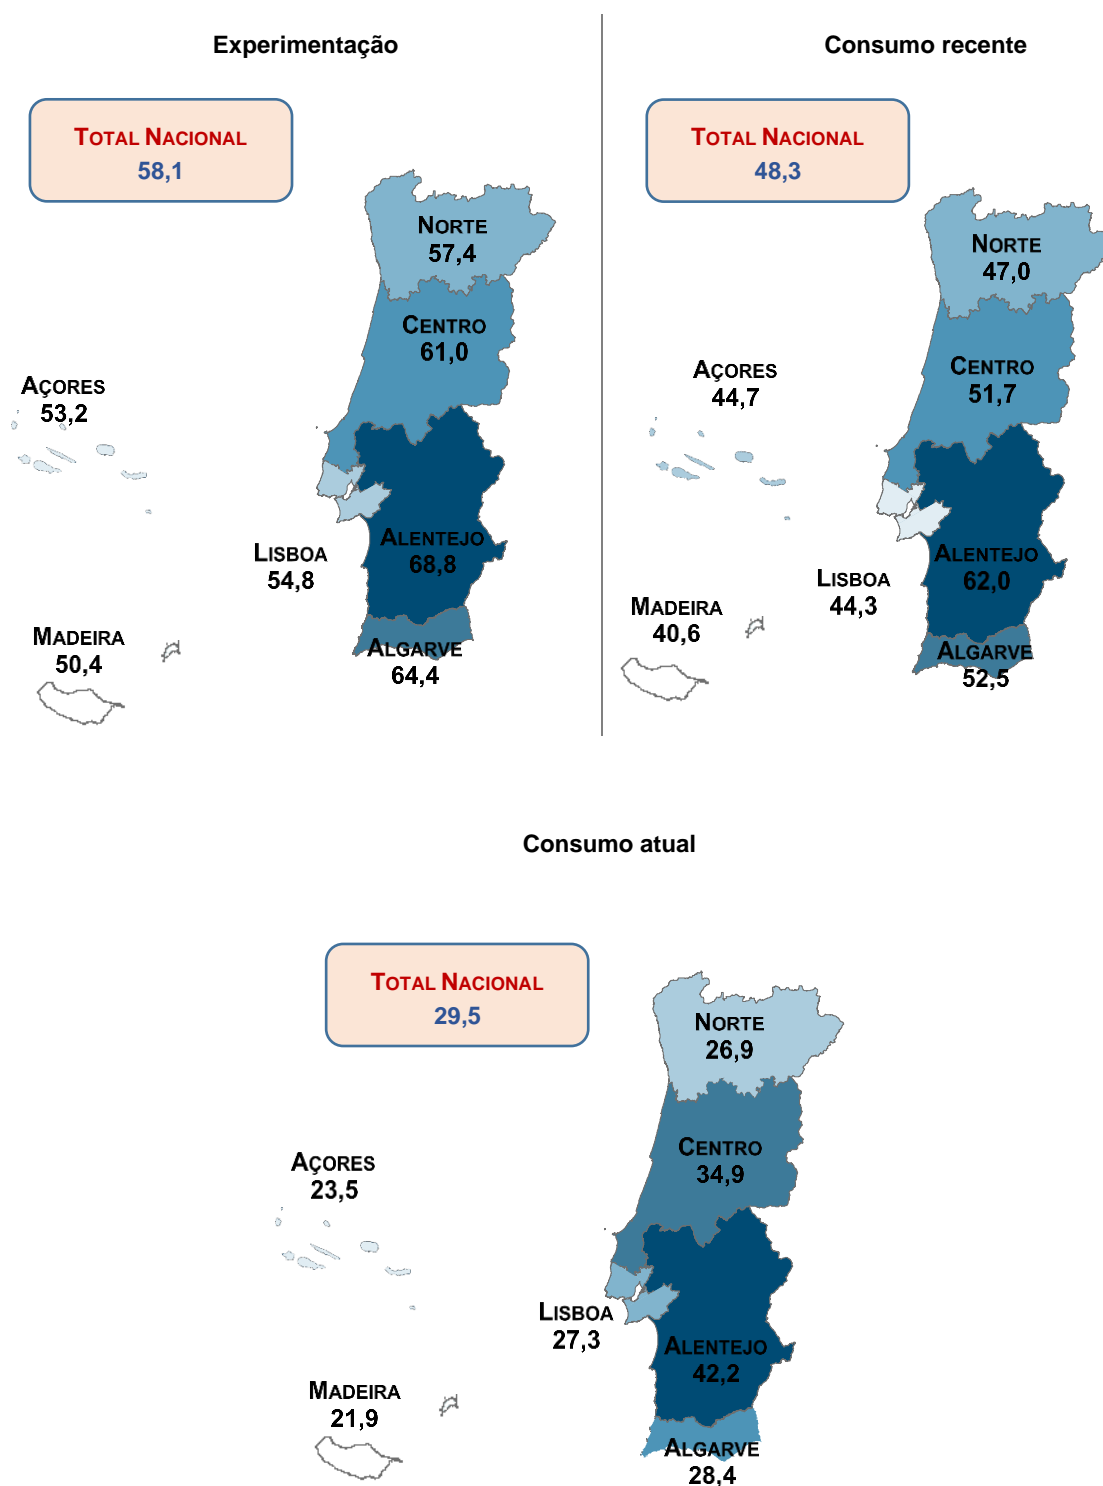 Experimentação
TOTAL NACIONAL
58,1
NORTE
57,4
CENTRO
61,0
AÇORES
53,2
ALENTEJO
68,8
LISBOA
54,8
MADEIRA
50,4
ALGARVE
64,4
Consumo recente
TOTAL NACIONAL
48,3
NORTE
47,0
CENTRO
51,7
AÇORES
44,7
ALENTEJO
62,0
LISBOA
44,3
MADEIRA
40,6
ALGARVE
52,5
Consumo atual
TOTAL NACIONAL
29,5
NORTE
26,9
CENTRO
34,9
AÇORES
23,5
LISBOA
27,3
ALENTEJO
42,2
MADEIRA
21,9
ALGARVE
28,4